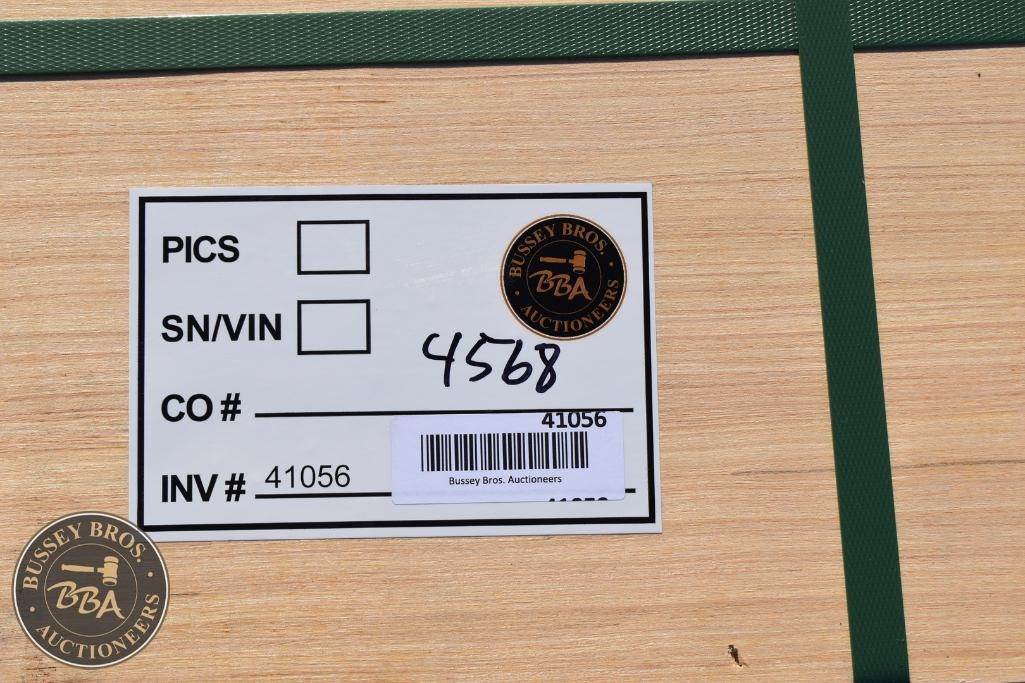 PICS
BUSSEY BROS.
BBA
AUCTIONEERS
SN/VIN
4568
CO #
41056
INV # 41056
Bussey Bros. Auctioneers
BUSSEY BROS.
BBA
AUCTIONEERS